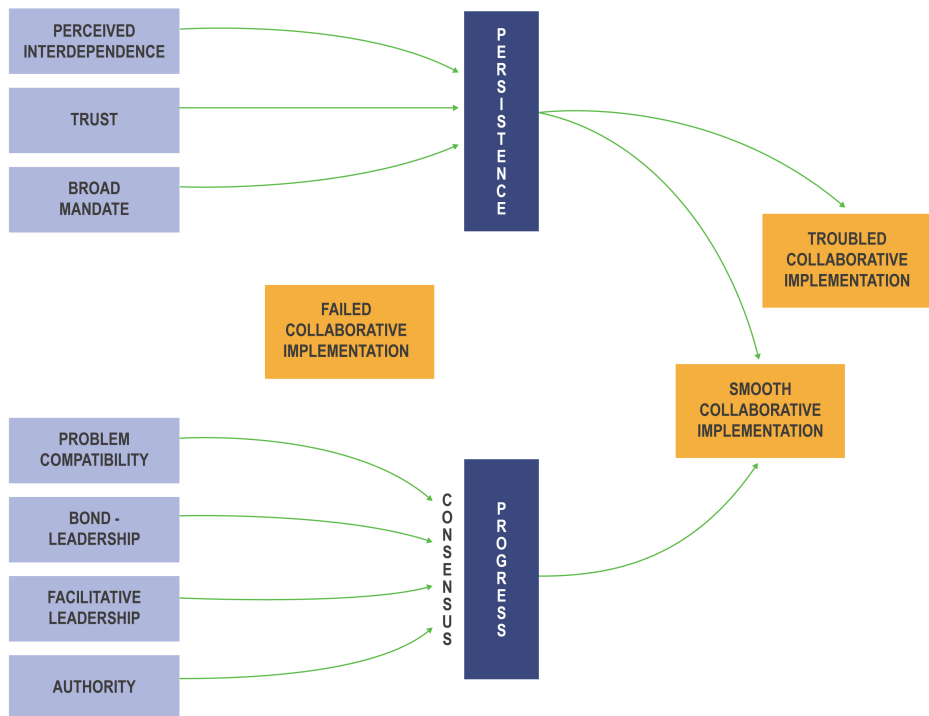 PERCEIVED
INTERDEPENDENCE
TRUST
BROAD
MANDATE
PERSISTENCE
TROUBLED
COLLABORATIVE
IMPLEMENTATION
FAILED
COLLABORATIVE
IMPLEMENTATION
SMOOTH
COLLABORATIVE
IMPLEMENTATION
PROBLEM
COMPATIBILITY
BOND -
LEADERSHIP
FACILITATIVE
LEADERSHIP
AUTHORITY
CONSENSUS
PROGRESS